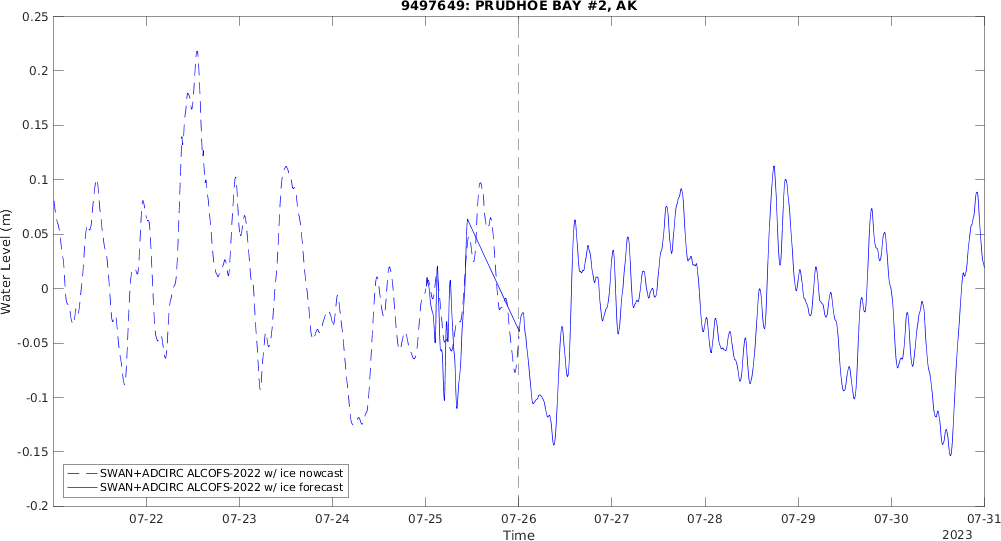 9497649: PRUDHOE BAY #2, AK
0.25
0.2
0.15
0.1
0.05
0
-0.05
-0.1
-0.15
-0.2
Water Level (m)
SWAN+ADCIRC ALCOFS-2022 w/ ice nowcast
SWAN+ADCIRC ALCOFS-2022 w/ ice forecast
07-22 07-23 07-24 07-25 07-26 07-27 07-28 07-29 07-30 07-31
Time
2023